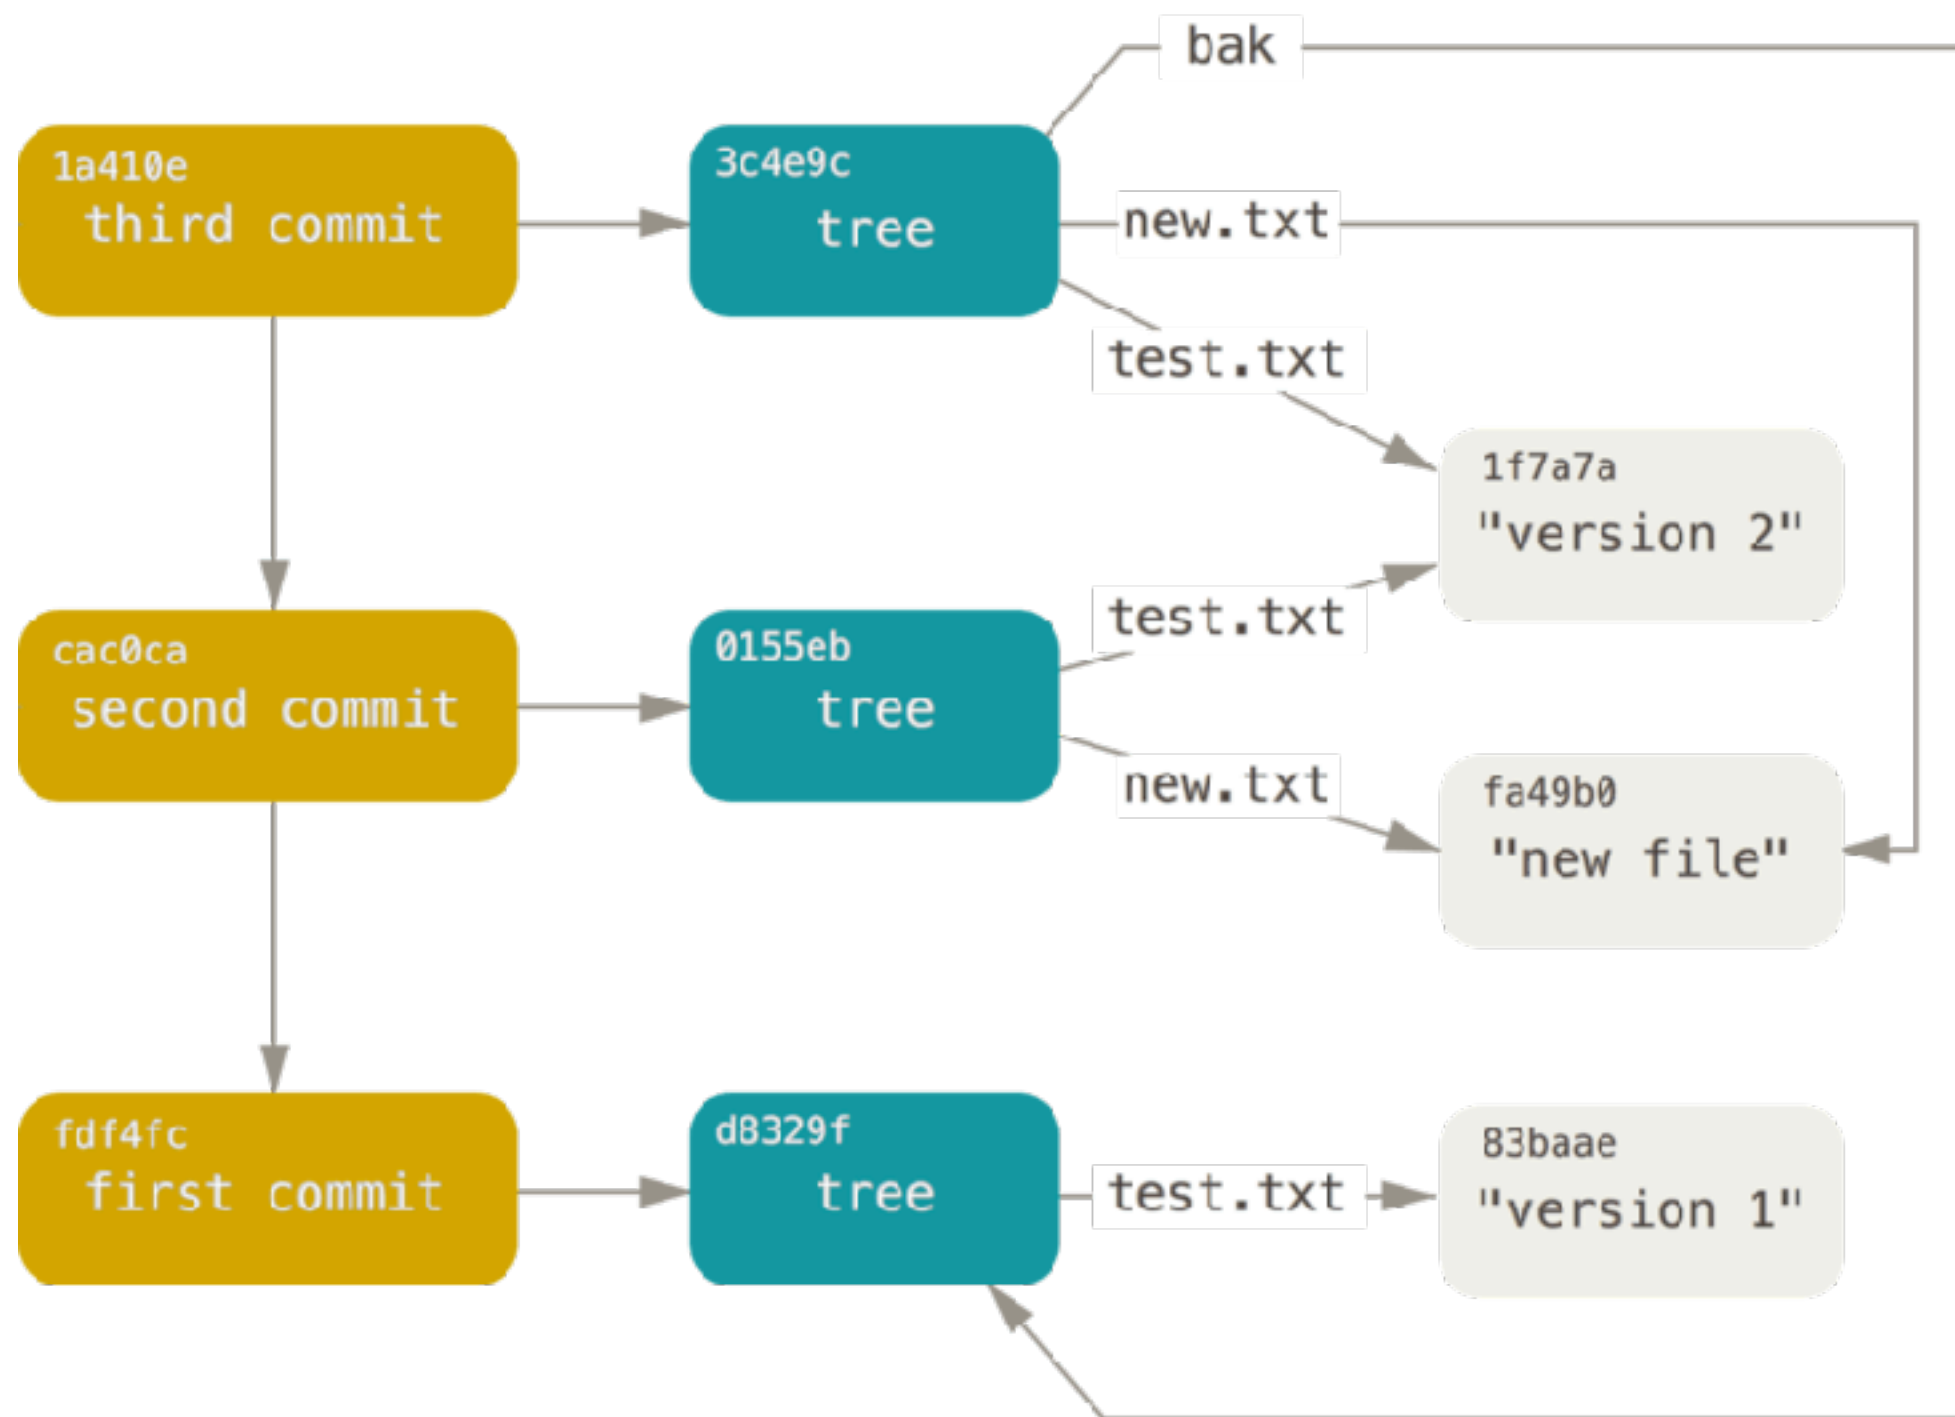 bak
1a410e
third commit
3c4e9c
tree
new.txt
test.txt
1f7a7a
"version 2"
cac0ca
second commit
0155eb
tree
test.txt
new.txt
fa49b0
"new file"
fdf4fc
first commit
d8329f
tree
test.txt
83baae
"version 1"